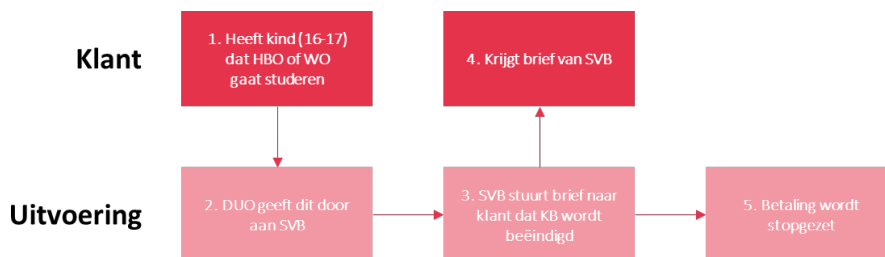 Klant
1. Heeft kind (16-17)
dat HBO of WO
gaat studeren
4. Krijgt brief van SVB
Uitvoering
2. DUO geeft dit door
aan SVB
3. SVB stuurt brief naar
klant dat KB wordt
beëindigd
5. Betaling wordt
stopgezet